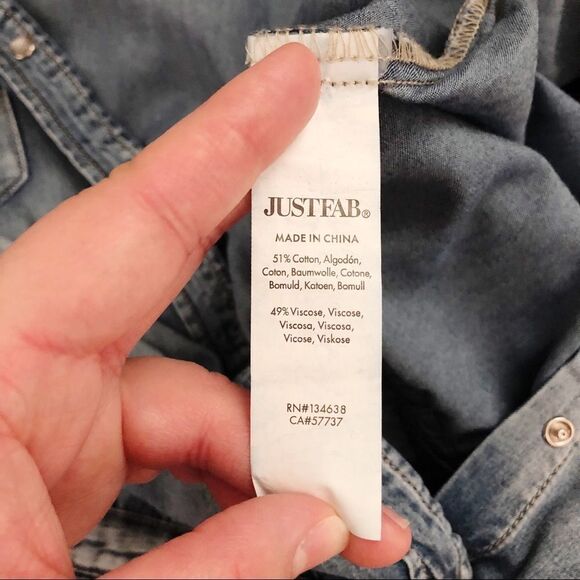 JUSTFAB®
MADE IN CHINA
51% Cotton, Algodón,
Coton, Baumwolle, Cotone,
Bomuld, Katoen, Bomull
49% Viscose, Viscose,
Viscosa, Viscosa,
Vicose, Viskose
RN#134638
CA#57737